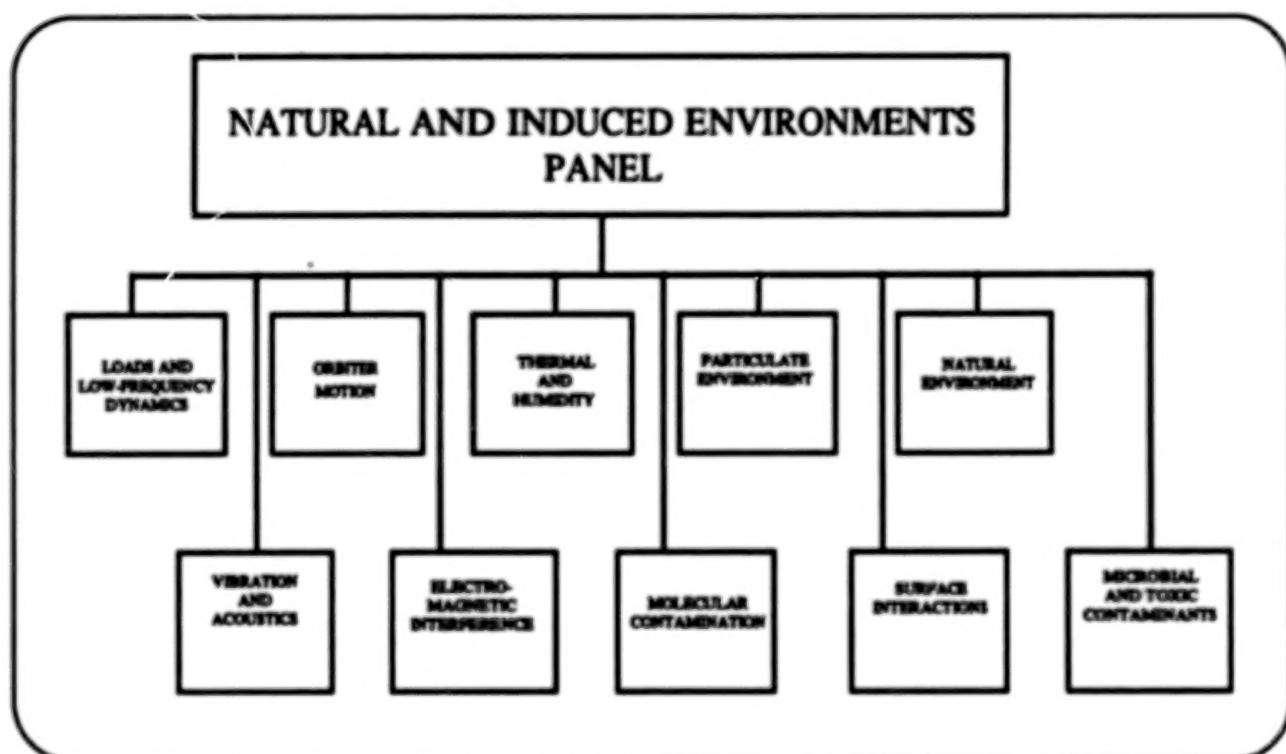 NATURAL AND INDUCED ENVIRONMENTS
PANEL
LOADS AND
LOW-FREQUENCY
DYNAMICS
ORBITER
MOTION
THERMAL
AND
HUMIDITY
PARTICULATE
ENVIRONMENT
NATURAL
ENVIRONMENT
VIBRATION
AND
ACOUSTICS
ELECTRO-
MAGNETIC
INTERFERENCE
MOLECULAR
CONTAMINATION
SURFACE
INTERACTIONS
MICROBIAL
AND TOXIC
CONTAMINANTS